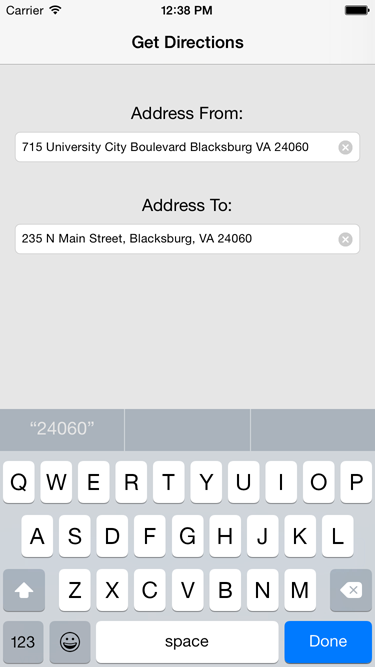 Carrier 12:38 PM
Get Directions
Address From:
715 University City Boulevard Blacksburg VA 24060
Address To:
235 N Main Street, Blacksburg, VA 24060
“24060”
Q W E R T Y U I O P
A S D F G H J K L
Z X C V B N M
123 space Done